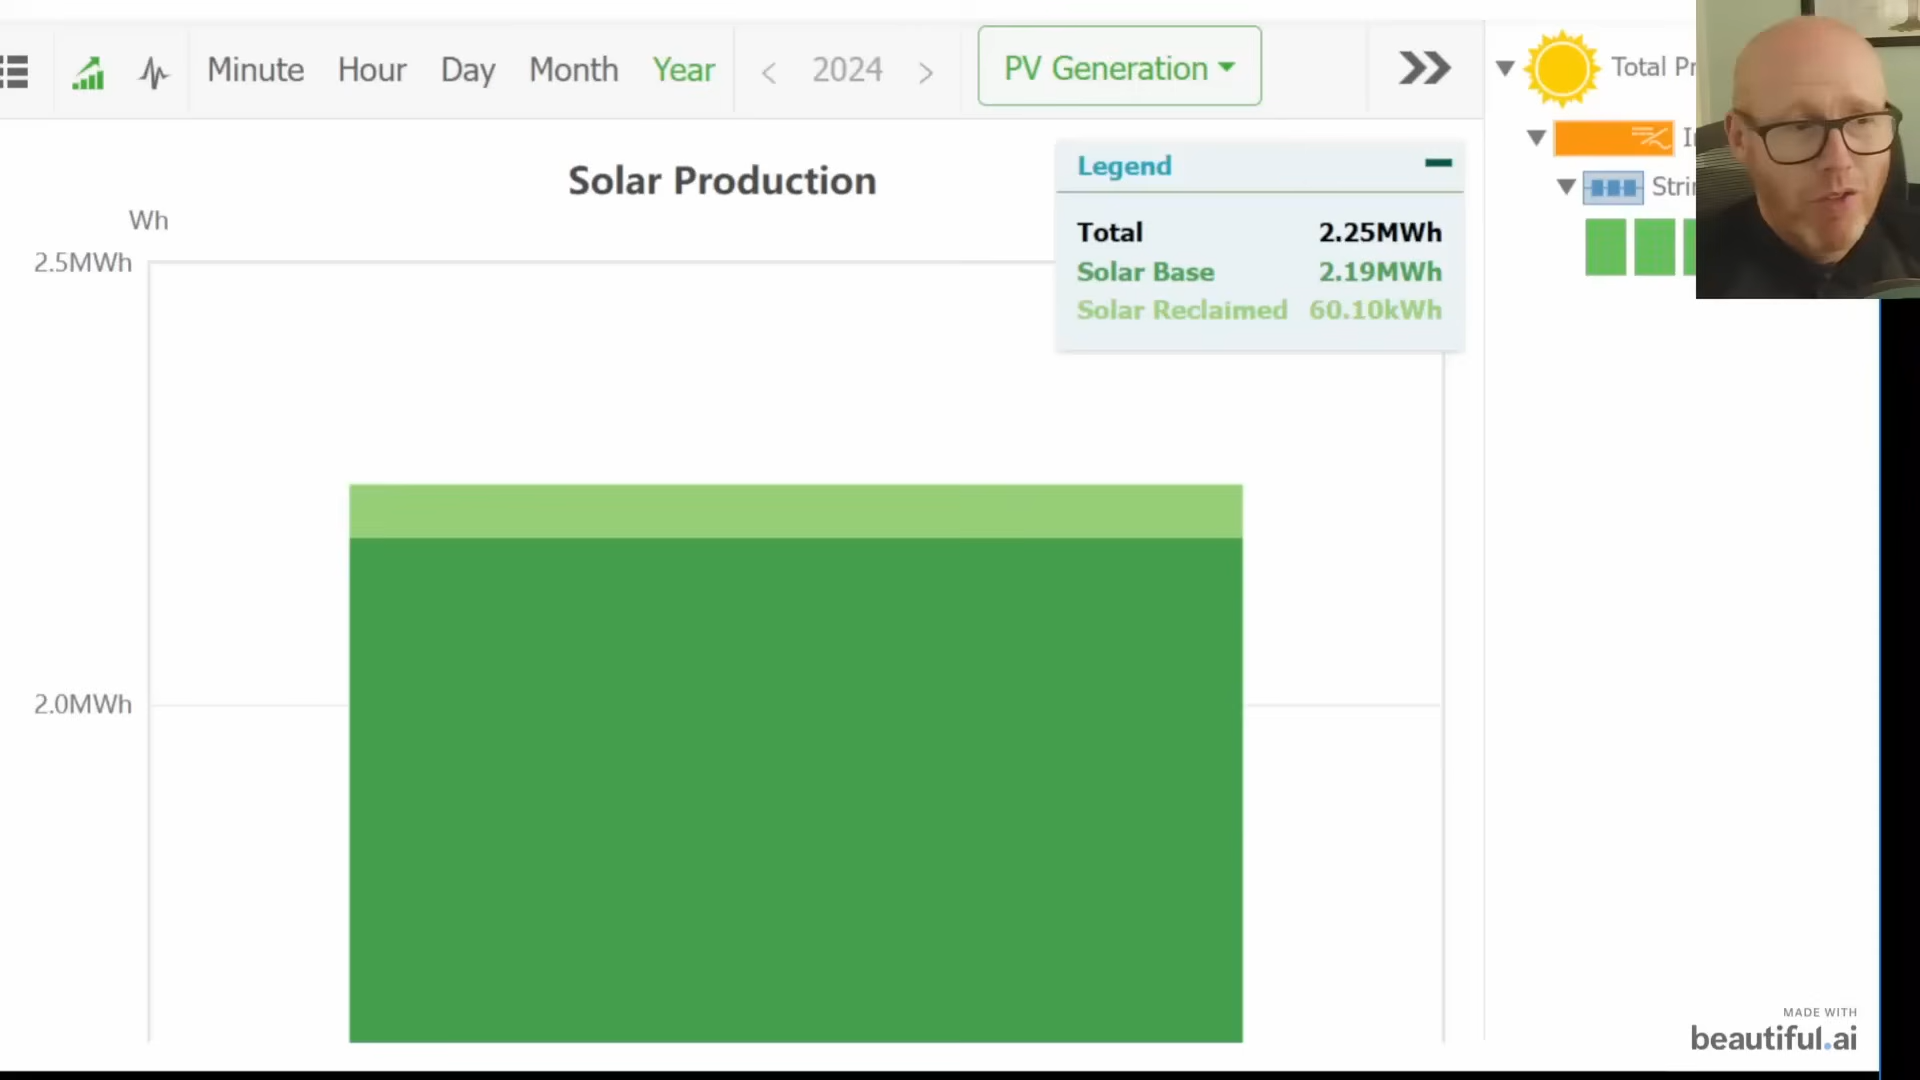 Minute Hour Day Month Year < 2024 > PV Generation
Total Pr
Solar Production
Legend
Wh
Total 2.25MWh
Solar Base 2.19MWh
Solar Reclaimed 60.10kWh
2.5MWh
2.0MWh
MADE WITH
beautiful.ai